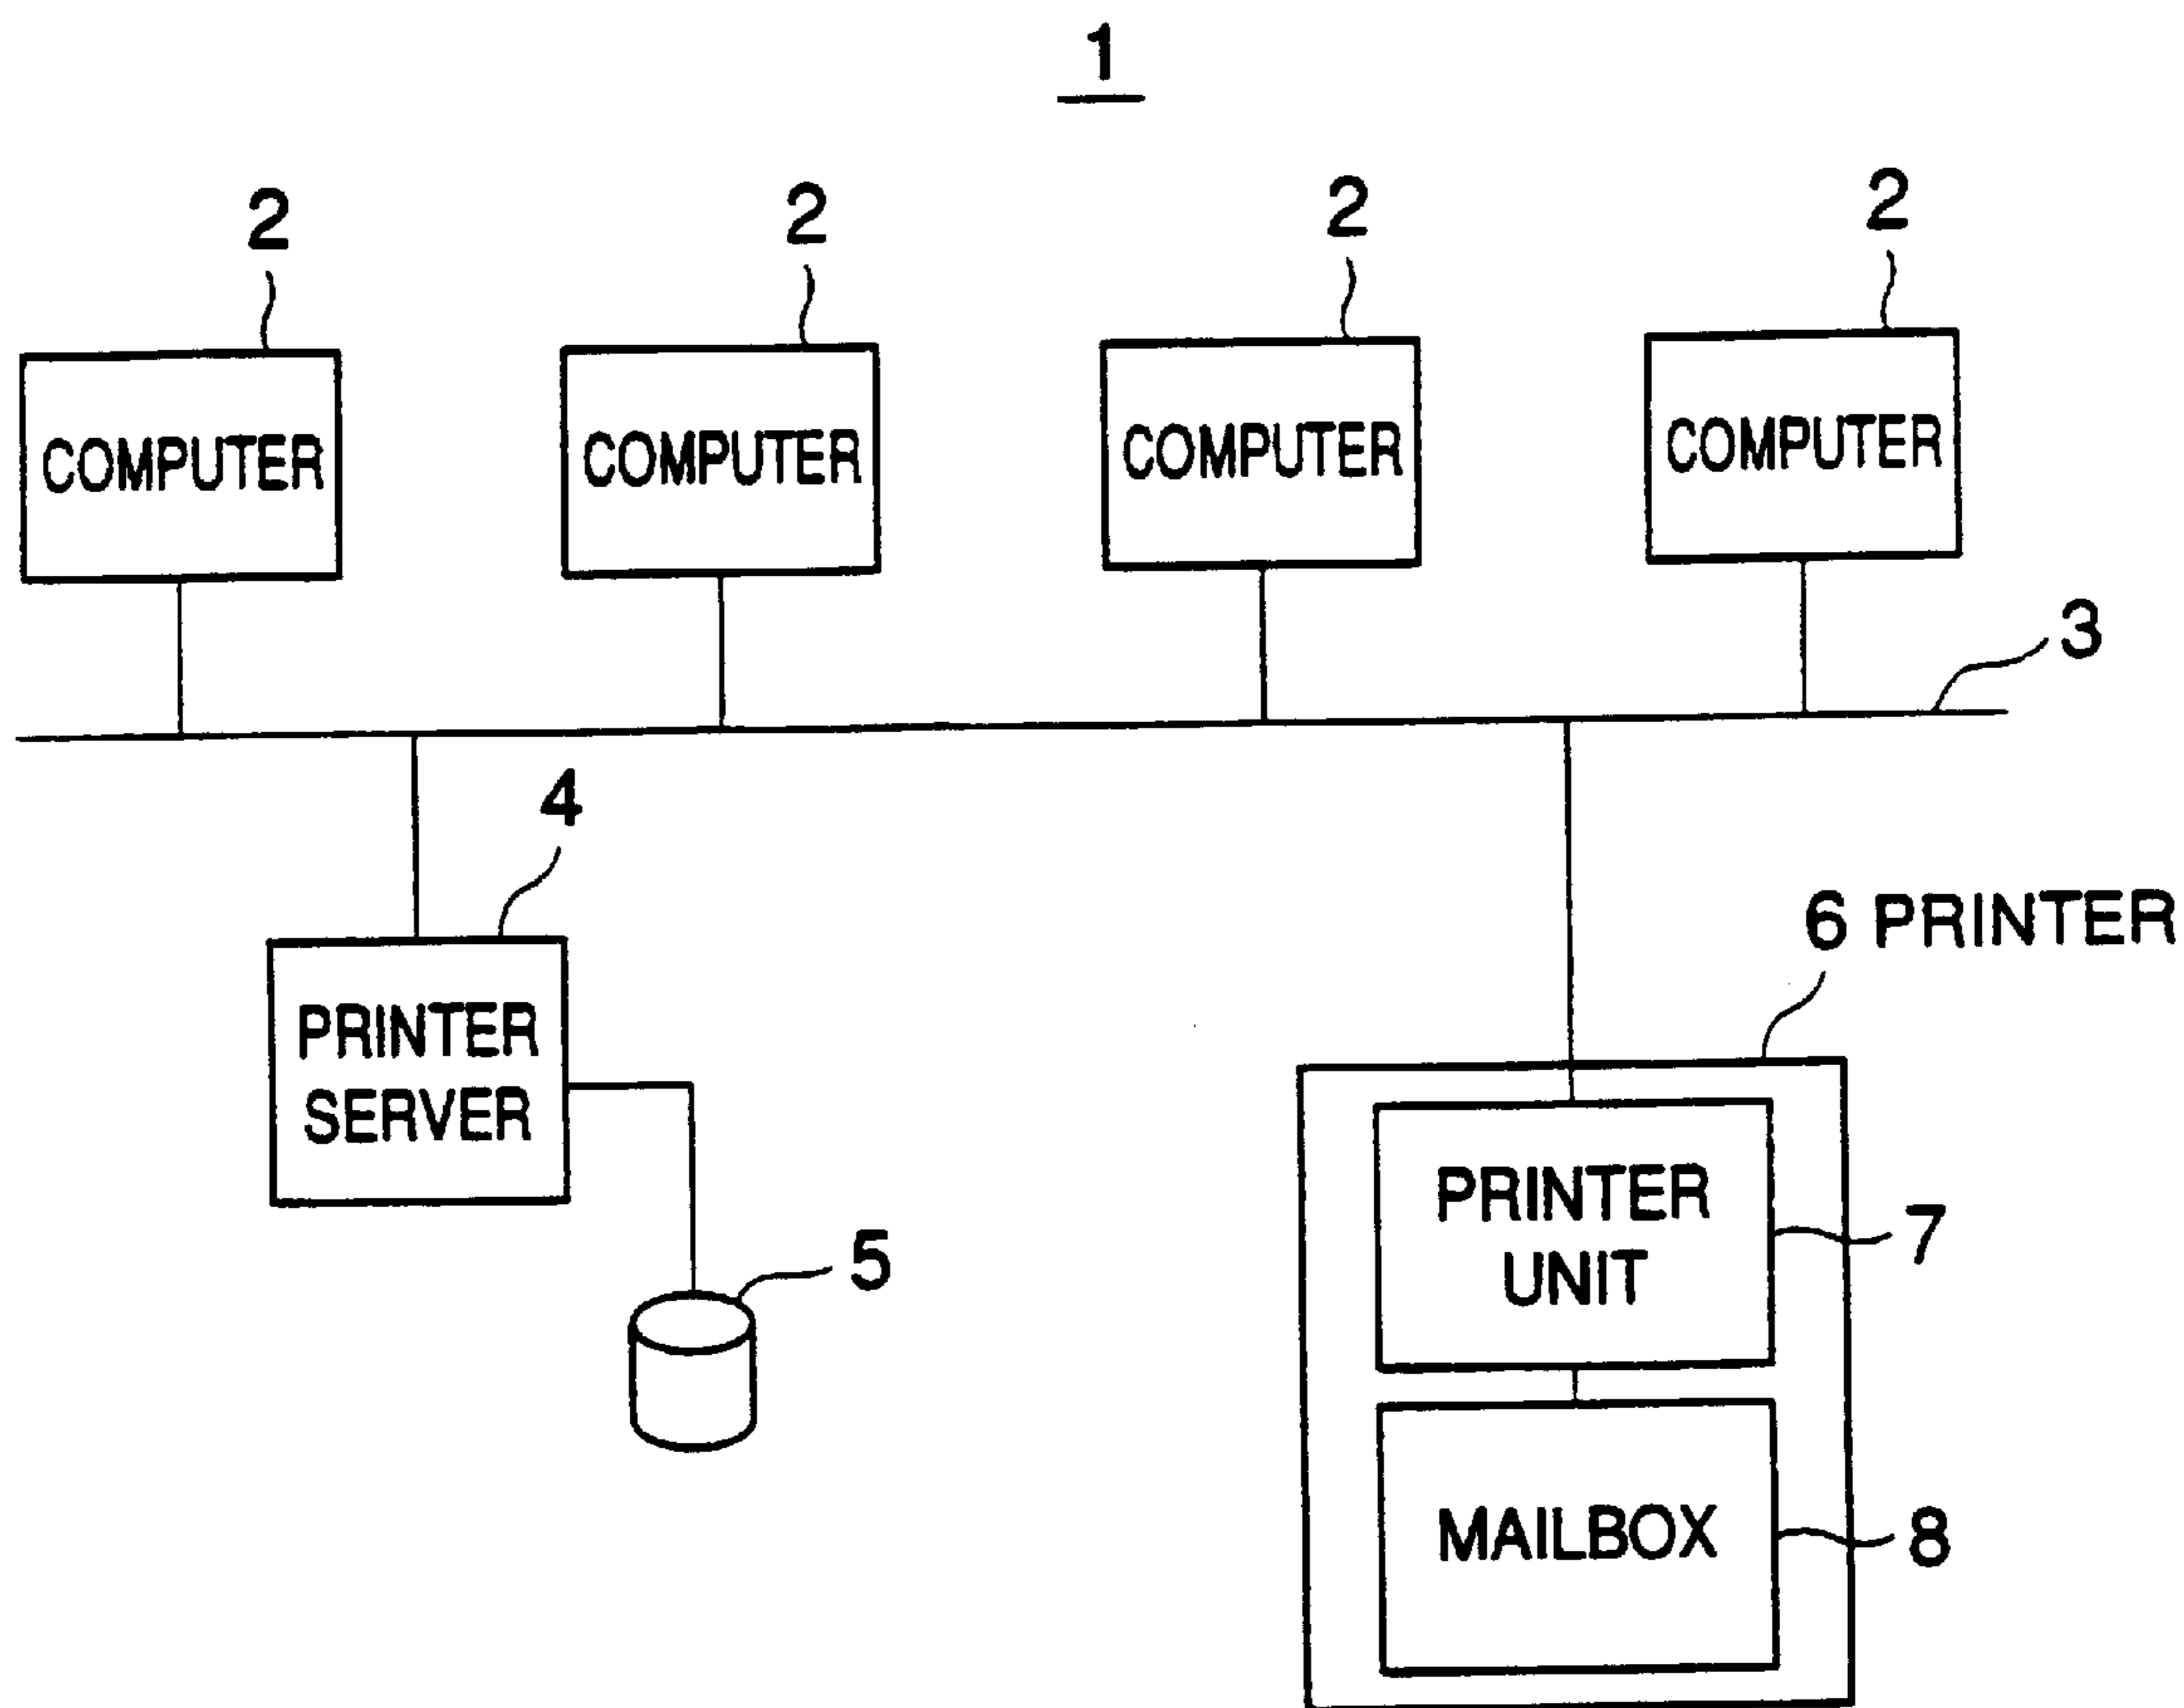 1
2
2
2
2
COMPUTER
COMPUTER
COMPUTER
COMPUTER
3
4
6 PRINTER
PRINTER
SERVER
5
PRINTER
UNIT
7
MAILBOX
8